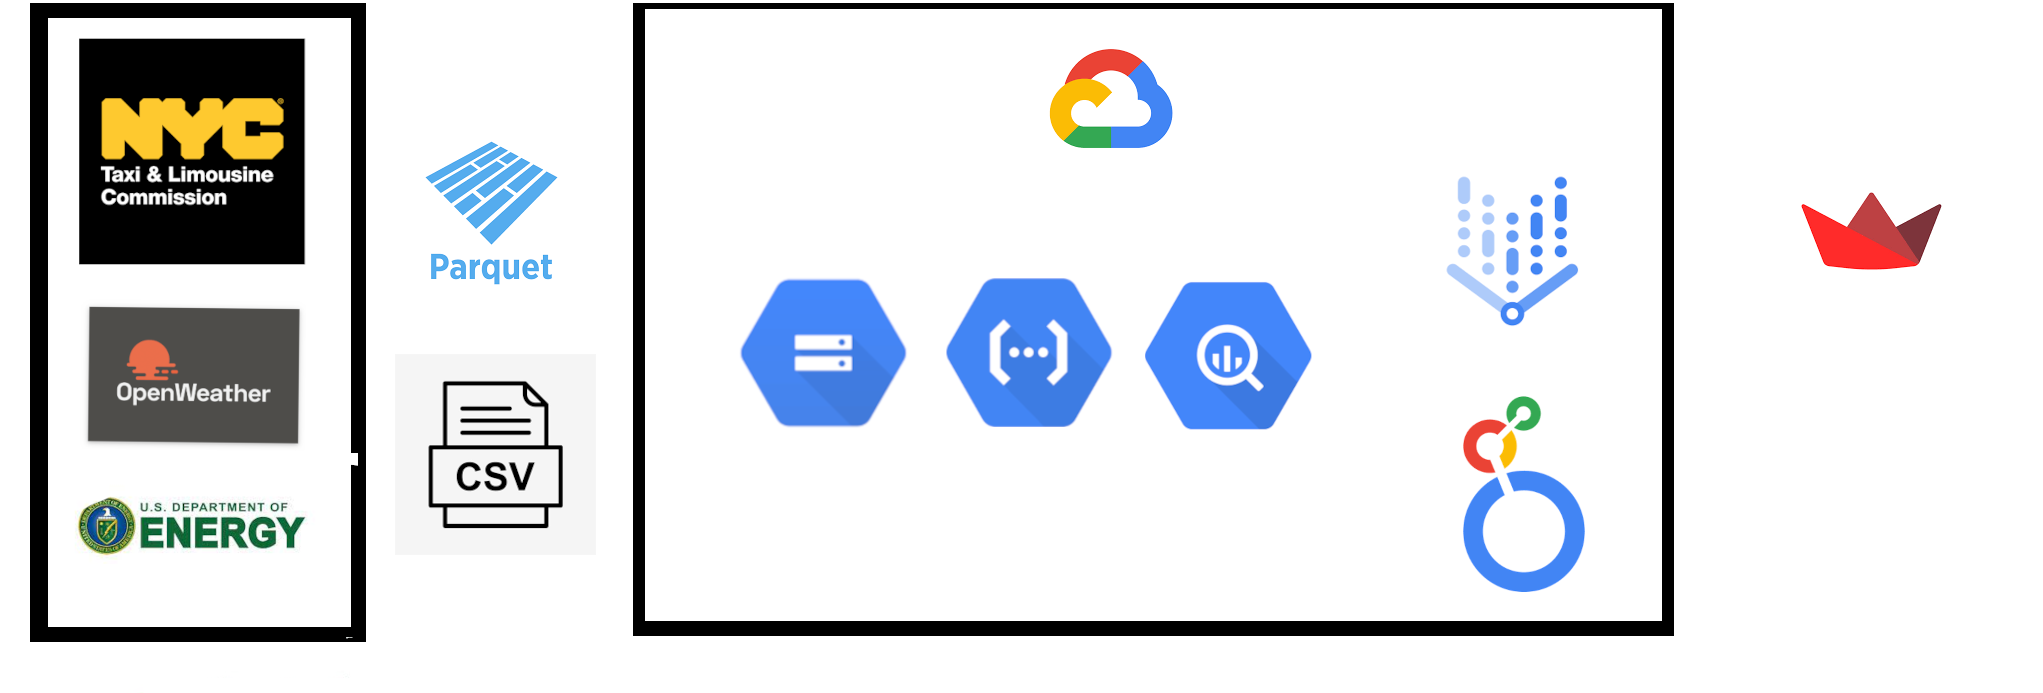 NYC
Taxi & Limousine
Commission
OpenWeather
U.S. DEPARTMENT OF
ENERGY
Parquet
CSV